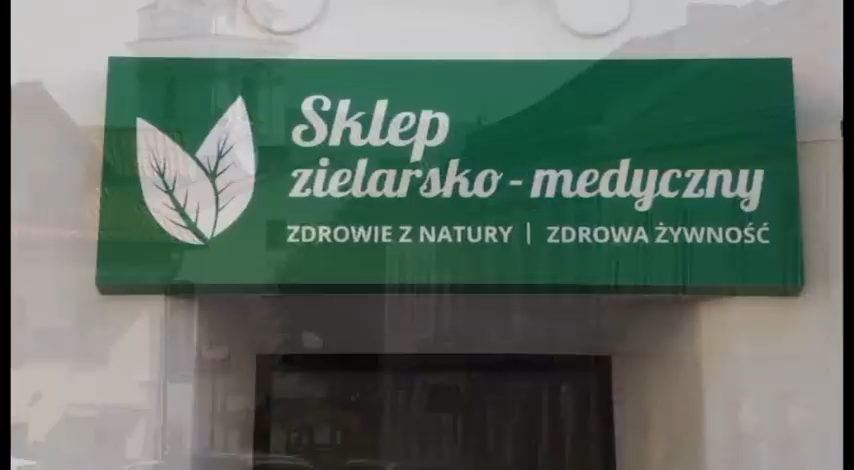 Sklep
zielarsko - medyczny
ZDROWIE Z NATURY | ZDROWA ŻYWNOŚĆ